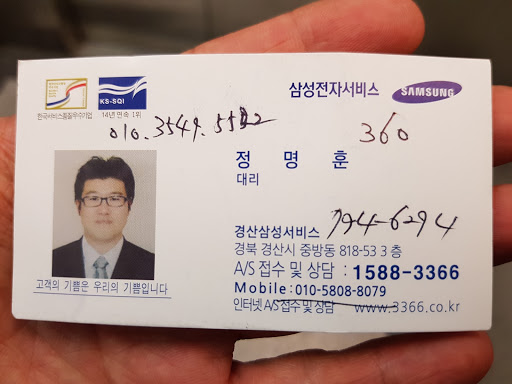 한국서비스품질우수기업
KS-SQI
14년 연속 1위
삼성전자서비스 SAMSUNG
010.3549.5512
360
정 명 훈
대리
794-6294
경산삼성서비스
경북 경산시 중방동 818-53 3 층
A/S 접수 및 상담 : 1588-3366
Mobile : 010-5808-8079
인터넷 A/S 접수 및 상담 www.3366.co.kr
고객의 기쁨은 우리의 기쁨입니다